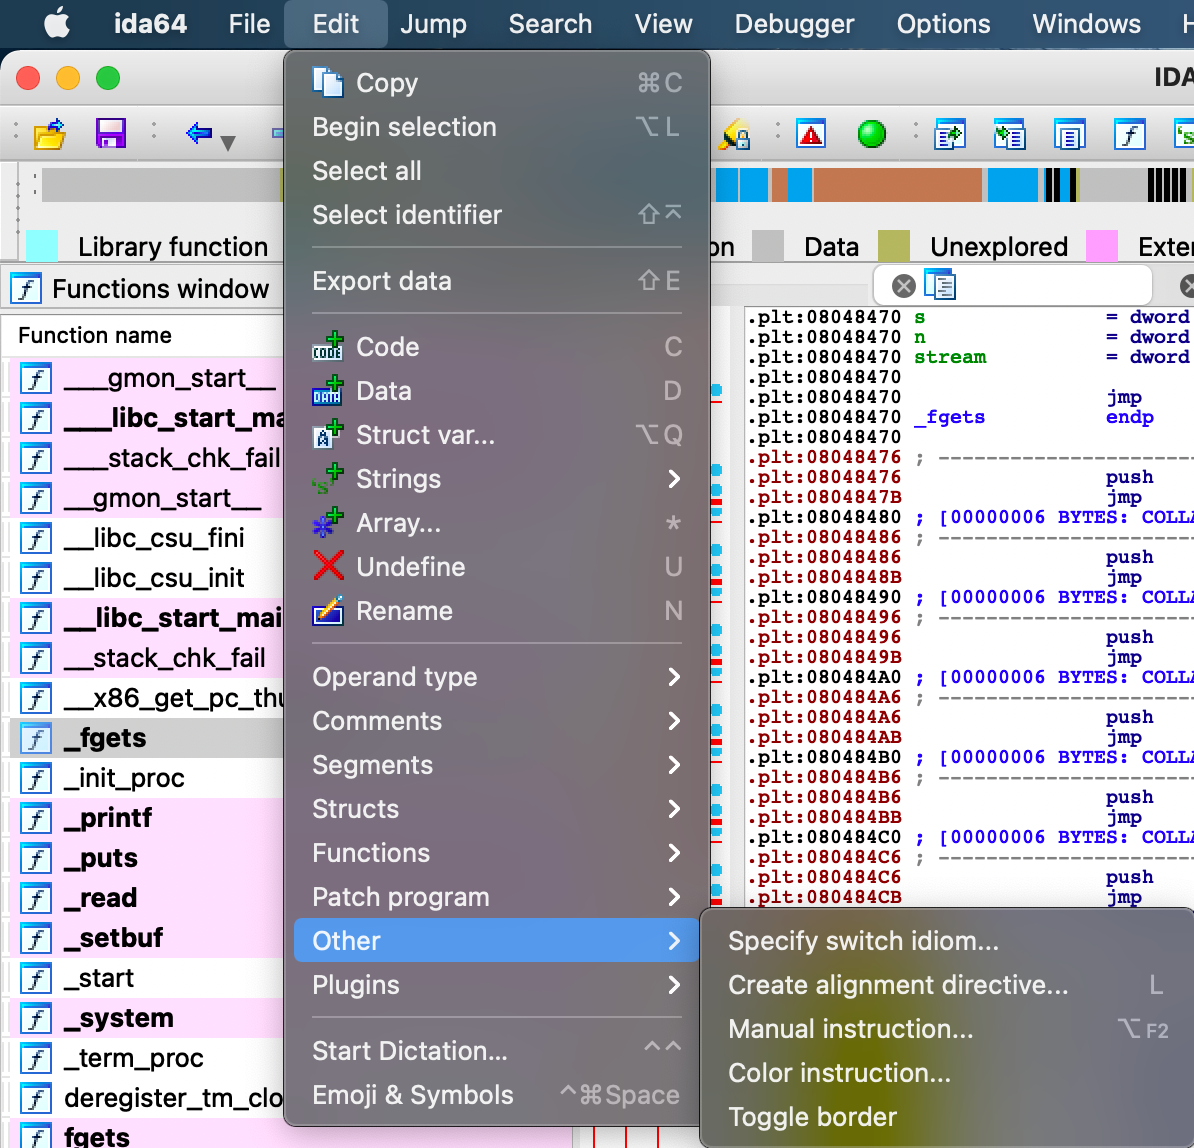 ida64 File Edit Jump Search View Debugger Options Windows
IDA
Copy ⌘C
Begin selection ⌥L
Select all
Select identifier ⇧⌅
Export data ⇧E
Code C
Data D
Struct var... ⌥Q
Strings
Array... *
Undefine U
Rename N
Operand type
Comments
Segments
Structs
Functions
Patch program
Other
Plugins
Start Dictation... ^^
Emoji & Symbols ^⌘Space
Specify switch idiom...
Create alignment directive... L
Manual instruction... ⌥F2
Color instruction...
Toggle border
Library function
on Data Unexplored Exter
Functions window
Function name
___gmon_start__
___libc_start_ma
___stack_chk_fail
__gmon_start__
__libc_csu_fini
__libc_csu_init
__libc_start_mai
__stack_chk_fail
__x86_get_pc_thu
_fgets
_init_proc
_printf
_puts
_read
_setbuf
_start
_system
_term_proc
deregister_tm_clo
fgets
.plt:08048470 s = dword
.plt:08048470 n = dword
.plt:08048470 stream = dword
.plt:08048470
.plt:08048470 jmp
.plt:08048470 _fgets endp
.plt:08048470
.plt:08048476 ; ---------------------
.plt:08048476 push
.plt:0804847B jmp
.plt:08048480 ; [00000006 BYTES: COLLA
.plt:08048486 ; ---------------------
.plt:08048486 push
.plt:0804848B jmp
.plt:08048490 ; [00000006 BYTES: COLLA
.plt:08048496 ; ---------------------
.plt:08048496 push
.plt:0804849B jmp
.plt:080484A0 ; [00000006 BYTES: COLLA
.plt:080484A6 ; ---------------------
.plt:080484A6 push
.plt:080484AB jmp
.plt:080484B0 ; [00000006 BYTES: COLLA
.plt:080484B6 ; ---------------------
.plt:080484B6 push
.plt:080484BB jmp
.plt:080484C0 ; [00000006 BYTES: COLLA
.plt:080484C6 ; ---------------------
.plt:080484C6 push
.plt:080484CB jmp